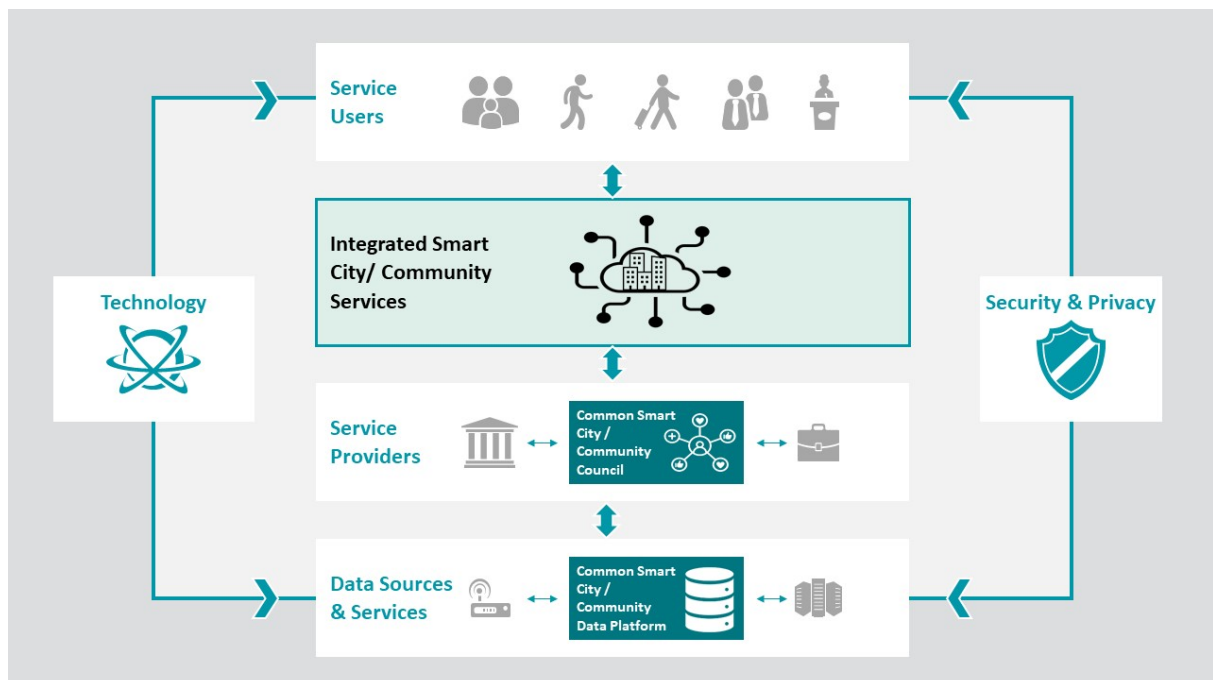 Service
Users
Integrated Smart
City/ Community
Services
Technology
Security & Privacy
Service
Providers
Common Smart
City /
Community
Council
Data Sources
& Services
Common Smart
City /
Community
Data Platform